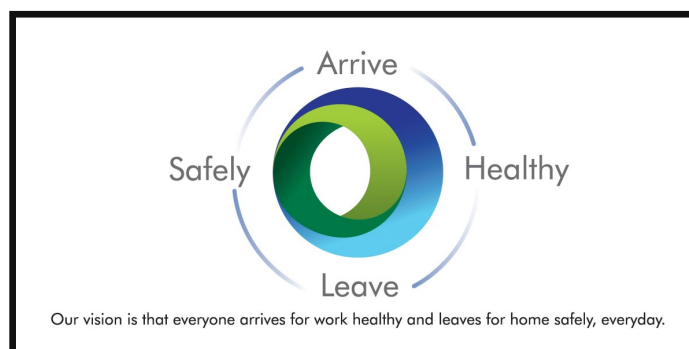 Arrive
Safely
Healthy
Leave
Our vision is that everyone arrives for work healthy and leaves for home safely, everyday.